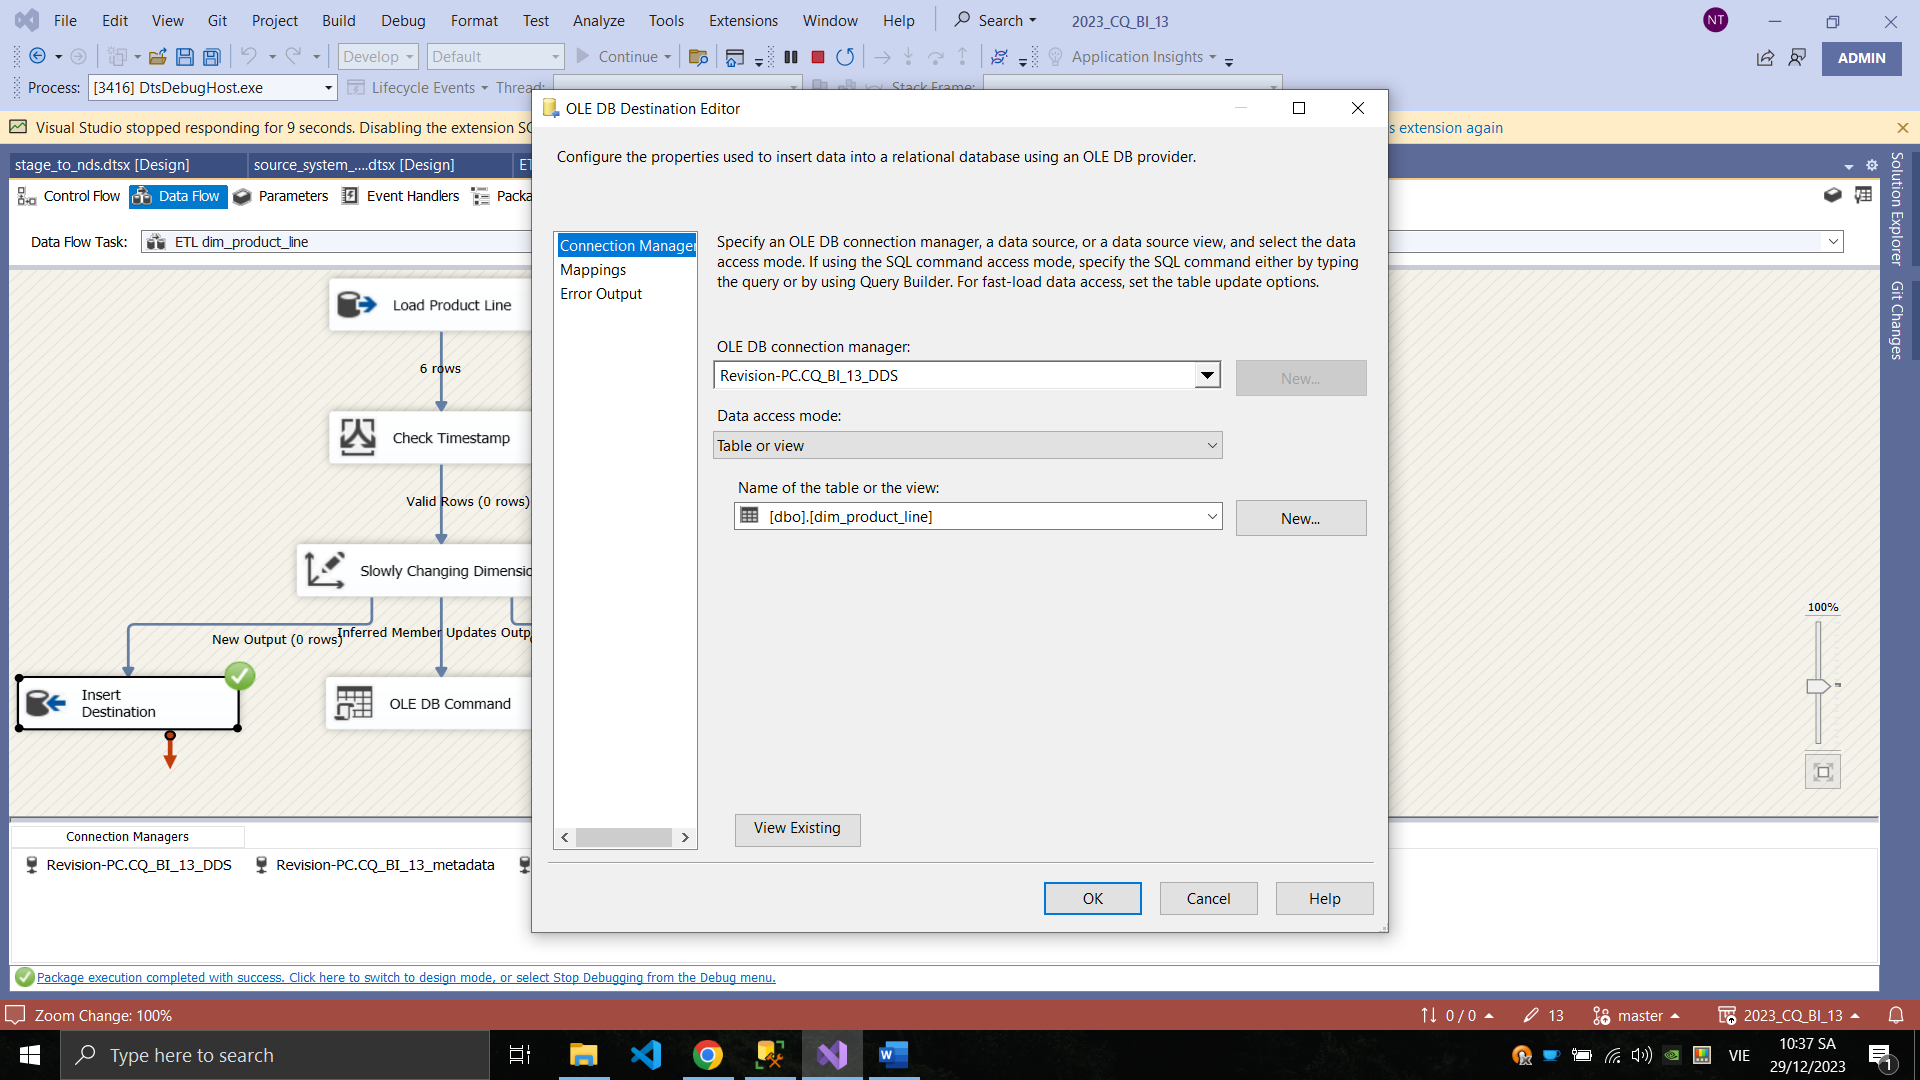 File Edit View Git Project Build Debug Format Test Analyze Tools Extensions Window Help Search 2023_CQ_BI_13 NT
Develop Default Continue Application Insights ADMIN
Process: [3416] DtsDebugHost.exe Lifecycle Events Thread: Stack Frame:
Visual Studio stopped responding for 9 seconds. Disabling the extension s extension again
stage_to_nds.dtsx [Design] source_system_....dtsx [Design]
Control Flow Data Flow Parameters Event Handlers Packa
Data Flow Task: ETL dim_product_line
Load Product Line
6 rows
Check Timestamp
Valid Rows (0 rows)
Slowly Changing Dimensio
New Output (0 rows)
Inferred Member Updates Outp
Insert
Destination
OLE DB Command
OLE DB Destination Editor
Configure the properties used to insert data into a relational database using an OLE DB provider.
Connection Manager
Mappings
Error Output
Specify an OLE DB connection manager, a data source, or a data source view, and select the data
access mode. If using the SQL command access mode, specify the SQL command either by typing
the query or by using Query Builder. For fast-load data access, set the table update options.
OLE DB connection manager:
Revision-PC.CQ_BI_13_DDS
New...
Data access mode:
Table or view
Name of the table or the view:
[dbo].[dim_product_line]
New...
View Existing
OK Cancel Help
Solution Explorer
Git Changes
100%
Connection Managers
Revision-PC.CQ_BI_13_DDS Revision-PC.CQ_BI_13_metadata
Package execution completed with success. Click here to switch to design mode, or select Stop Debugging from the Debug menu.
Zoom Change: 100% 0 / 0 13 master 2023_CQ_BI_13
Type here to search
VIE
10:37 SA
29/12/2023
1